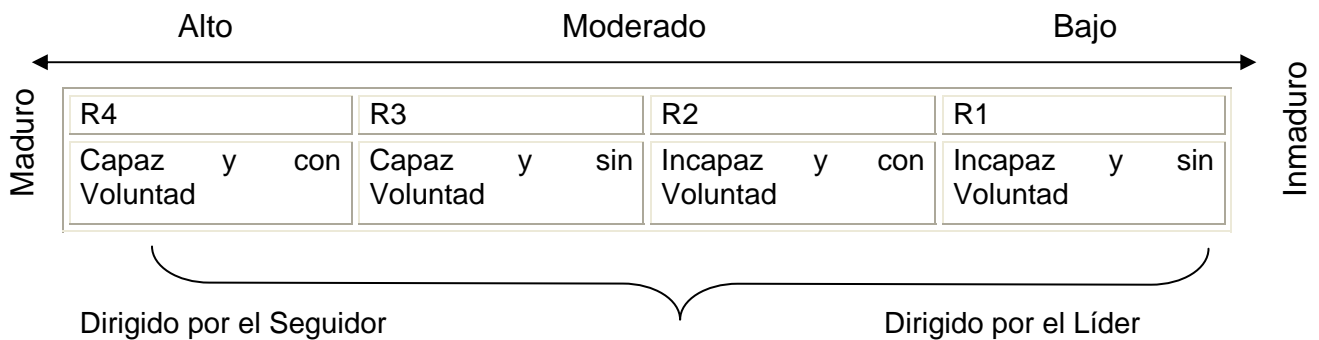 Alto Moderado Bajo
Maduro
Inmaduro
R4 R3 R2 R1
Capaz y con Capaz y sin Incapaz y con Incapaz y sin
Voluntad Voluntad Voluntad Voluntad
Dirigido por el Seguidor Dirigido por el Líder